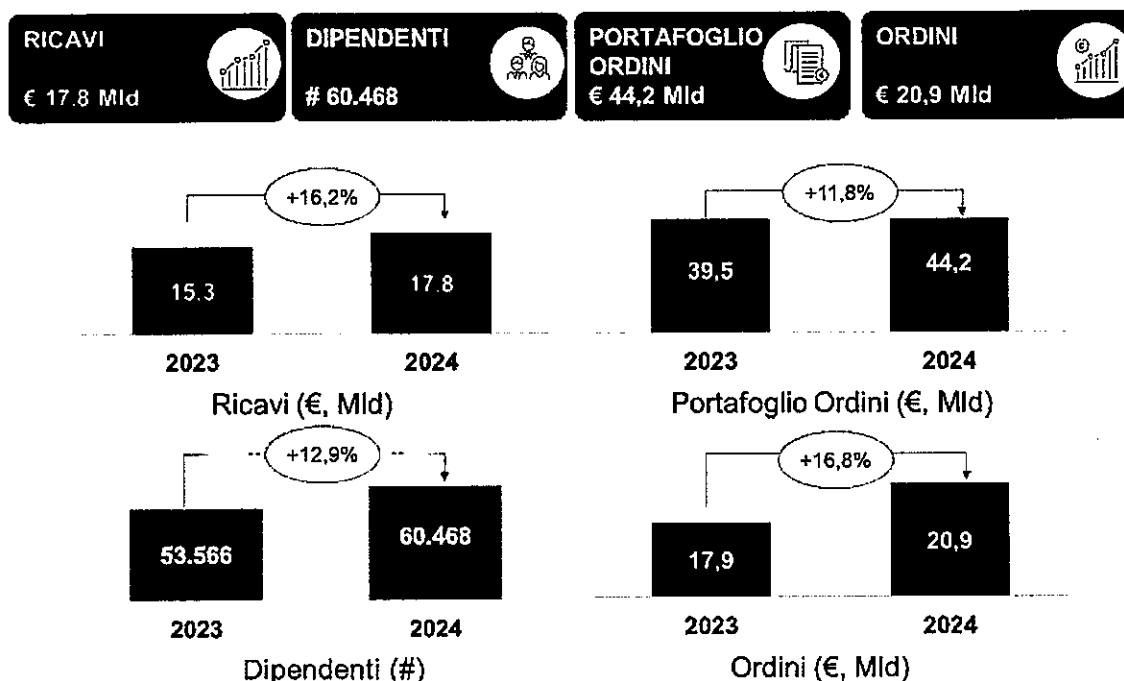 RICAVI
€ 17.8 Mld
DIPENDENTI
# 60.468
PORTAFOGLIO
ORDINI
€ 44,2 Mld
ORDINI
€ 20,9 Mld
+16,2%
15.3
17.8
2023
2024
Ricavi (€, Mld)
+11,8%
39,5
44,2
2023
2024
Portafoglio Ordini (€, Mld)
+12,9%
53.566
60.468
2023
2024
Dipendenti (#)
+16,8%
17,9
20,9
2023
2024
Ordini (€, Mld)